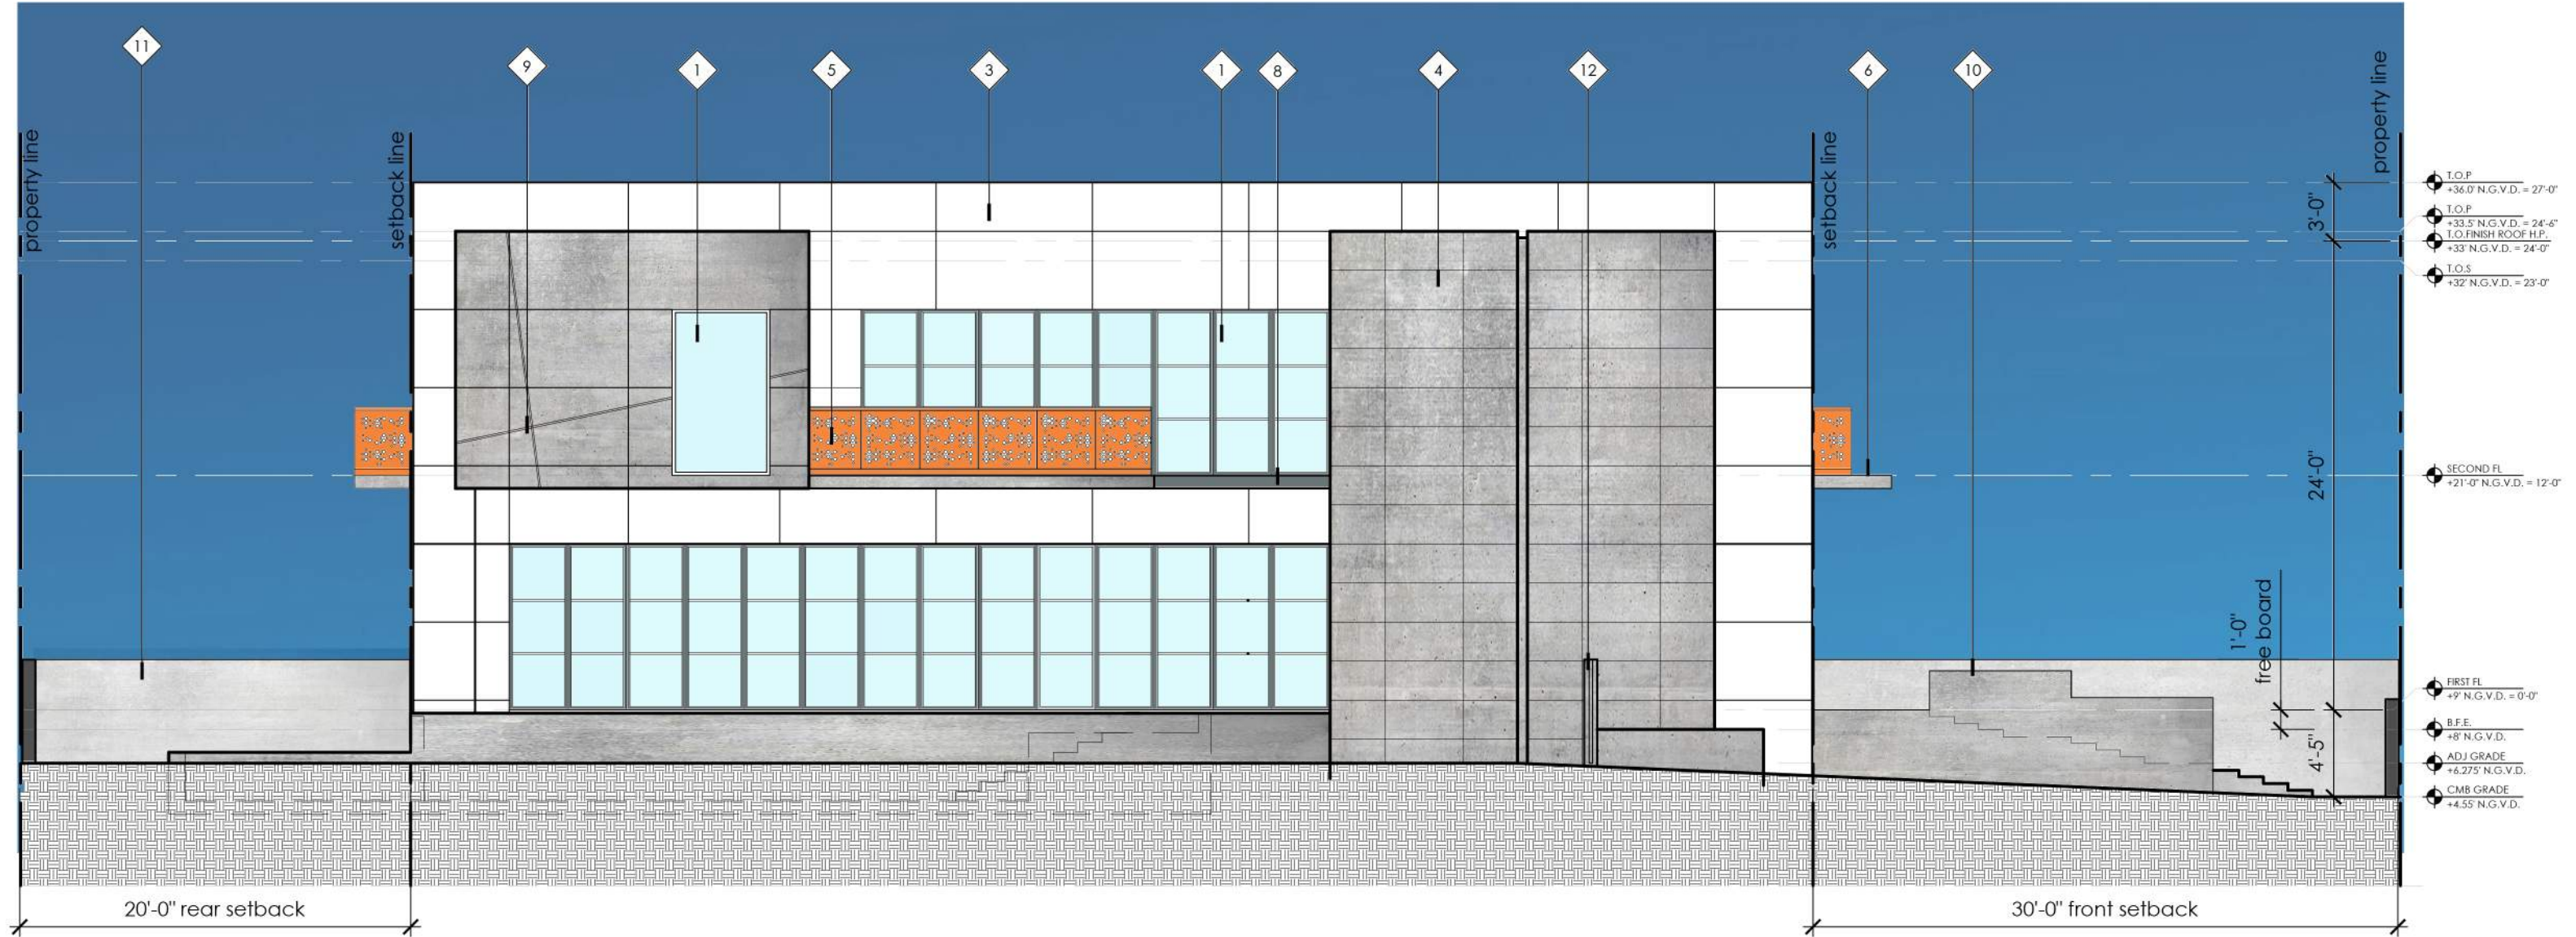 11
9
1
5
3
1
8
4
12
6
10
property line
setback line
setback line
property line
T.O.P
+36.0' N.G.V.D. = 27'-0"
T.O.P
+33.5' N.G.V.D. = 24'-6"
T.O.FINISH ROOF H.P.
+33' N.G.V.D. = 24'-0"
T.O.S
+32' N.G.V.D. = 23'-0"
3'-0"
24'-0"
SECOND FL
+21'-0" N.G.V.D. = 12'-0"
1'-0"
free board
FIRST FL
+9' N.G.V.D. = 0'-0"
B.F.E.
+8' N.G.V.D.
4'-5"
ADJ GRADE
+6.275' N.G.V.D.
CMB GRADE
+4.55' N.G.V.D.
20'-0" rear setback
30'-0" front setback